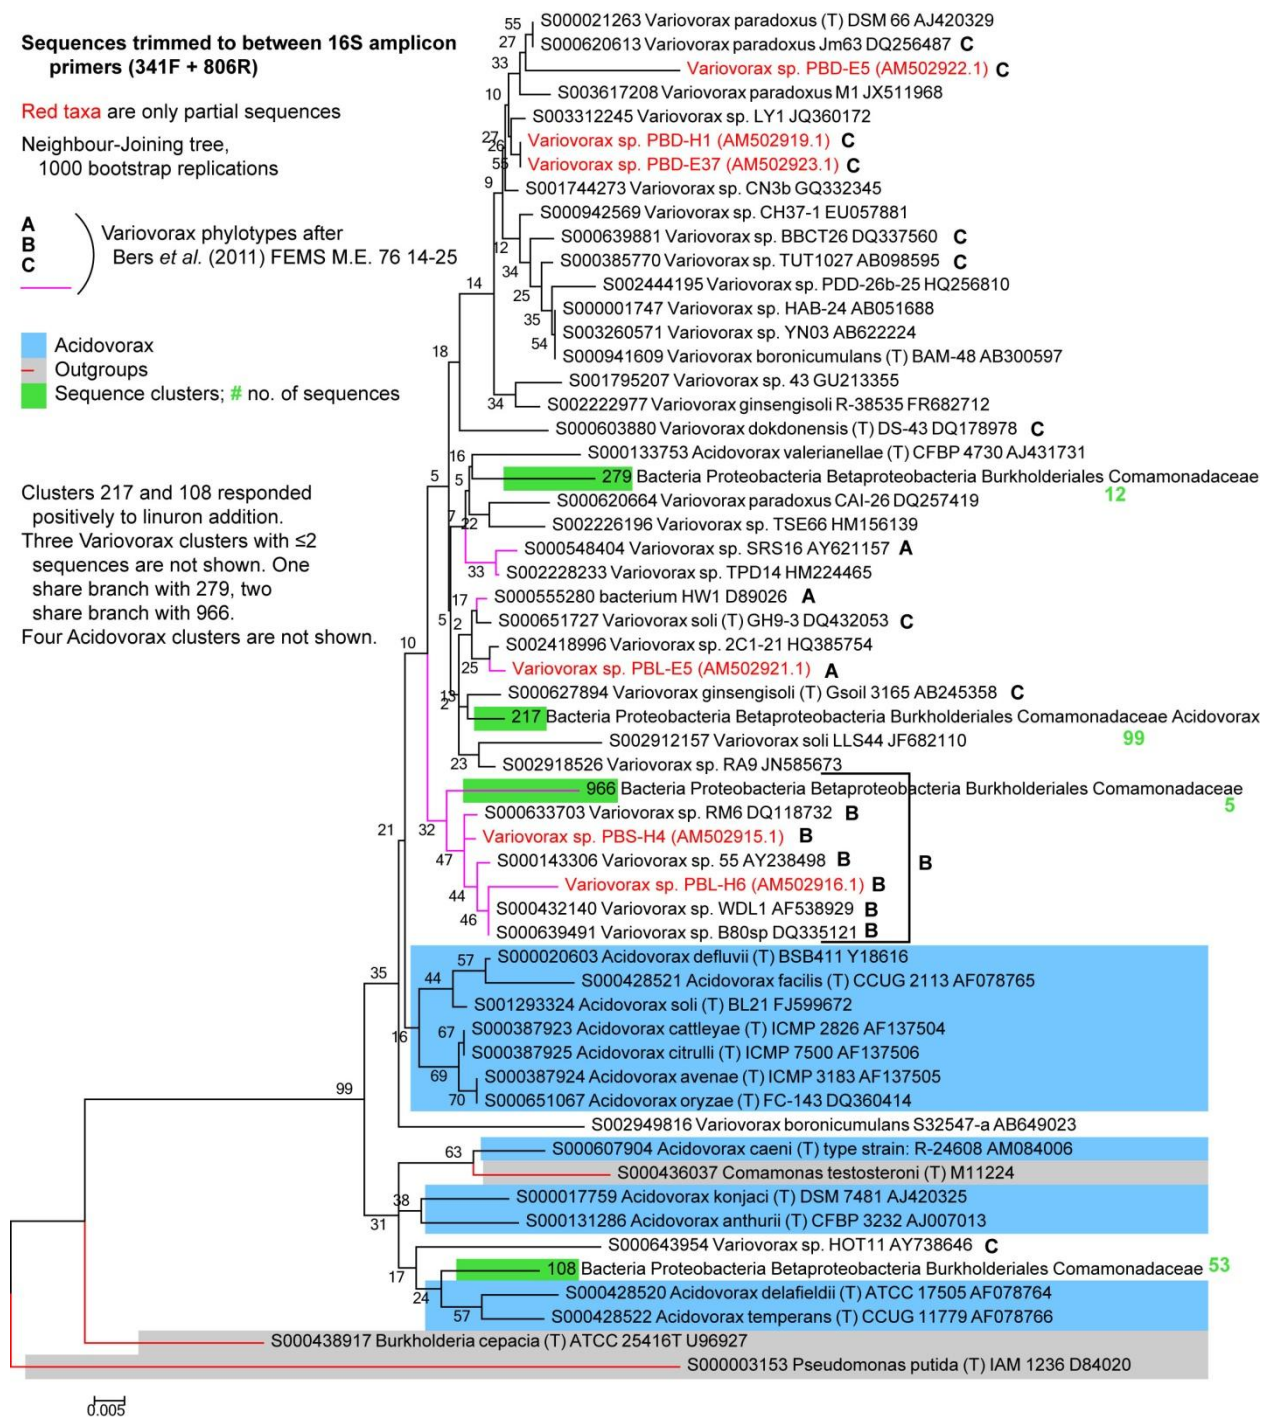 Sequences trimmed to between 16S amplicon
primers (341F + 806R)
Red taxa are only partial sequences
Neighbour-Joining tree,
1000 bootstrap replications
A
B
C
Variovorax phylotypes after
Bers et al. (2011) FEMS M.E. 76 14-25
Acidovorax
Outgroups
Sequence clusters; # no. of sequences
Clusters 217 and 108 responded
positively to linuron addition.
Three Variovorax clusters with ≤2
sequences are not shown. One
share branch with 279, two
share branch with 966.
Four Acidovorax clusters are not shown.
S000021263 Variovorax paradoxus (T) DSM 66 AJ420329
S000620613 Variovorax paradoxus Jm63 DQ256487 C
Variovorax sp. PBD-E5 (AM502922.1) C
S003617208 Variovorax paradoxus M1 JX511968
S003312245 Variovorax sp. LY1 JQ360172
Variovorax sp. PBD-H1 (AM502919.1) C
Variovorax sp. PBD-E37 (AM502923.1) C
S001744273 Variovorax sp. CN3b GQ332345
S000942569 Variovorax sp. CH37-1 EU057881
S000639881 Variovorax sp. BBCT26 DQ337560 C
S000385770 Variovorax sp. TUT1027 AB098595 C
S002444195 Variovorax sp. PDD-26b-25 HQ256810
S000001747 Variovorax sp. HAB-24 AB051688
S003260571 Variovorax sp. YN03 AB622224
S000941609 Variovorax boronicumulans (T) BAM-48 AB300597
S001795207 Variovorax sp. 43 GU213355
S002222977 Variovorax ginsengisoli R-38535 FR682712
S000603880 Variovorax dokdonensis (T) DS-43 DQ178978 C
S000133753 Acidovorax valerianellae (T) CFBP 4730 AJ431731
279 Bacteria Proteobacteria Betaproteobacteria Burkholderiales Comamonadaceae
12
S000620664 Variovorax paradoxus CAI-26 DQ257419
S002226196 Variovorax sp. TSE66 HM156139
S000548404 Variovorax sp. SRS16 AY621157 A
S002228233 Variovorax sp. TPD14 HM224465
S000555280 bacterium HW1 D89026 A
S000651727 Variovorax soli (T) GH9-3 DQ432053 C
S002418996 Variovorax sp. 2C1-21 HQ385754
Variovorax sp. PBL-E5 (AM502921.1) A
S000627894 Variovorax ginsengisoli (T) Gsoil 3165 AB245358 C
217 Bacteria Proteobacteria Betaproteobacteria Burkholderiales Comamonadaceae Acidovorax
99
S002912157 Variovorax soli LLS44 JF682110
S002918526 Variovorax sp. RA9 JN585673
966 Bacteria Proteobacteria Betaproteobacteria Burkholderiales Comamonadaceae
5
S000633703 Variovorax sp. RM6 DQ118732 B
Variovorax sp. PBS-H4 (AM502915.1) B
S000143306 Variovorax sp. 55 AY238498 B
B
Variovorax sp. PBL-H6 (AM502916.1) B
S000432140 Variovorax sp. WDL1 AF538929 B
S000639491 Variovorax sp. B80sp DQ335121 B
S000020603 Acidovorax defluvii (T) BSB411 Y18616
S000428521 Acidovorax facilis (T) CCUG 2113 AF078765
S001293324 Acidovorax soli (T) BL21 FJ599672
S000387923 Acidovorax cattleyae (T) ICMP 2826 AF137504
S000387925 Acidovorax citrulli (T) ICMP 7500 AF137506
S000387924 Acidovorax avenae (T) ICMP 3183 AF137505
S000651067 Acidovorax oryzae (T) FC-143 DQ360414
S002949816 Variovorax boronicumulans S32547-a AB649023
S000607904 Acidovorax caeni (T) type strain: R-24608 AM084006
S000436037 Comamonas testosteroni (T) M11224
S000017759 Acidovorax konjaci (T) DSM 7481 AJ420325
S000131286 Acidovorax anthurii (T) CFBP 3232 AJ007013
S000643954 Variovorax sp. HOT11 AY738646 C
108 Bacteria Proteobacteria Betaproteobacteria Burkholderiales Comamonadaceae 53
S000428520 Acidovorax delafieldii (T) ATCC 17505 AF078764
S000428522 Acidovorax temperans (T) CCUG 11779 AF078766
S000438917 Burkholderia cepacia (T) ATCC 25416T U96927
S000003153 Pseudomonas putida (T) IAM 1236 D84020
55
27
33
10
27
26
55
9
12
34
25
35
54
14
34
18
16
5
5
7
22
33
17
5
2
25
13
2
23
10
32
47
44
46
21
57
44
35
67
16
69
70
99
63
38
31
17
24
57
0.005